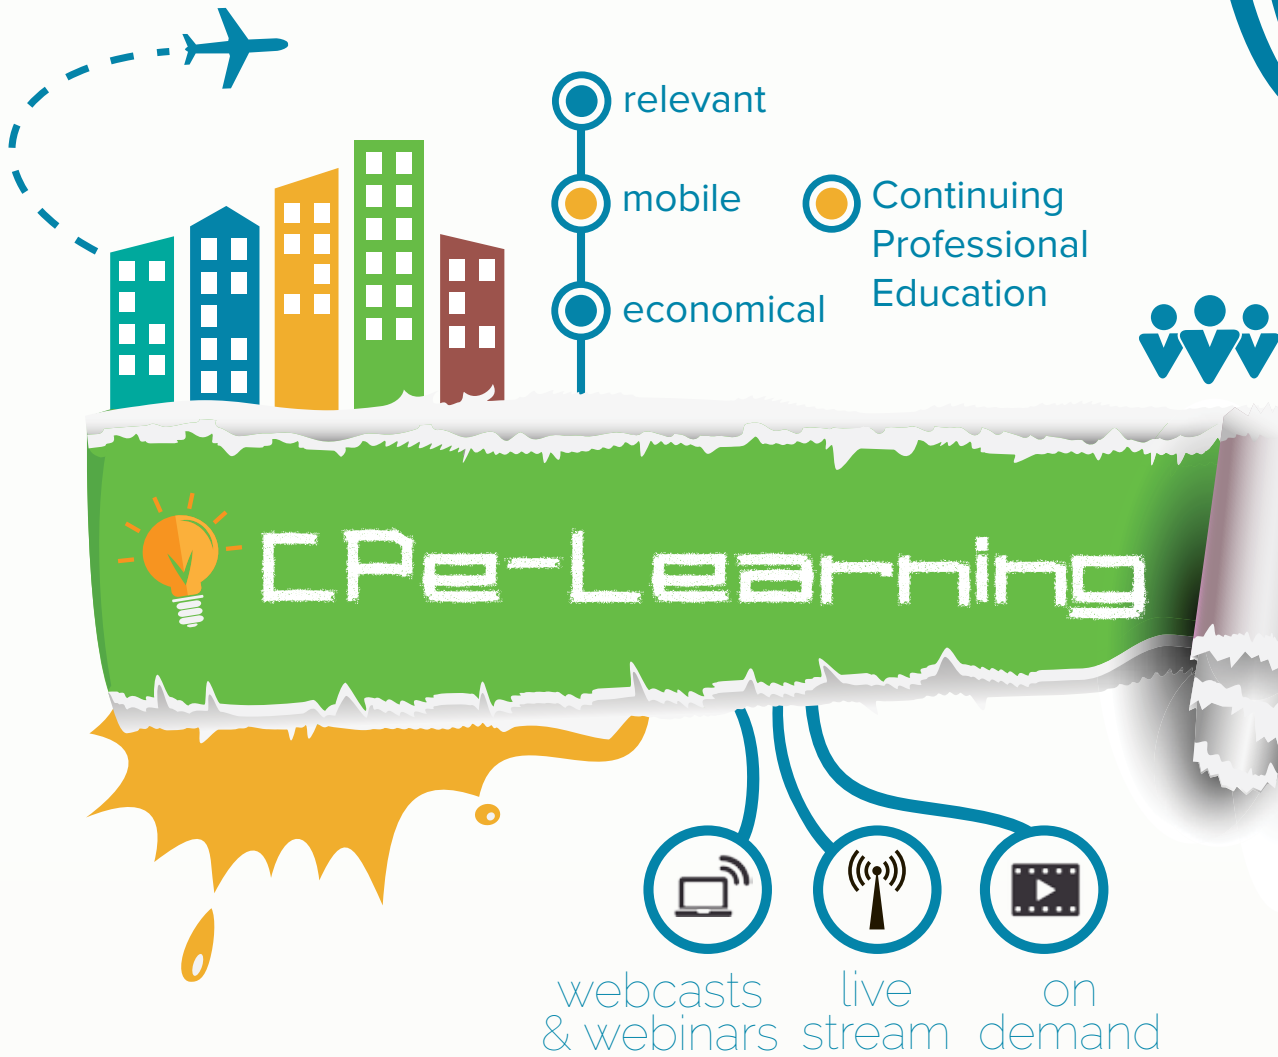 relevant
mobile
economical
Continuing
Professional
Education
CPe-Learning
webcasts
& webinars
live
stream
on
demand